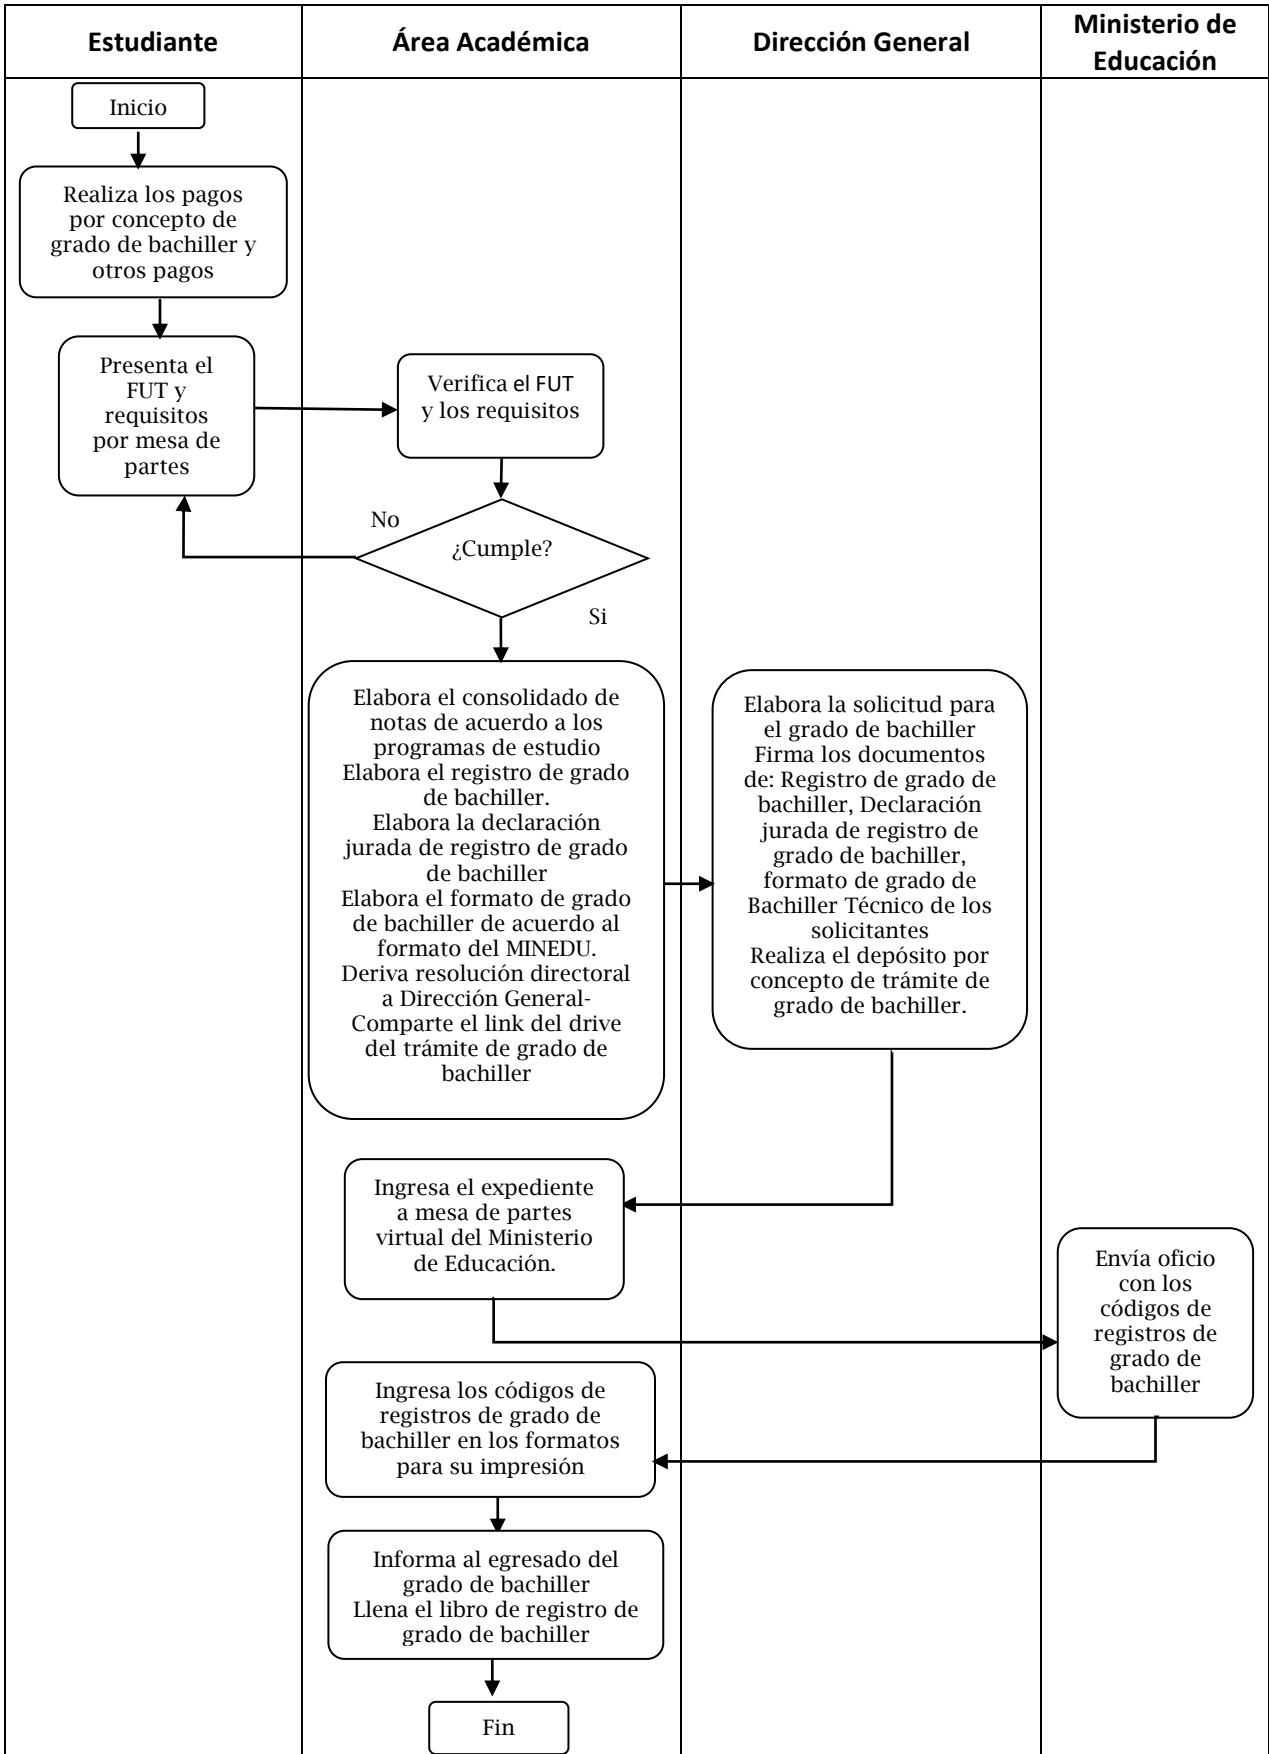 Estudiante
Área Académica
Dirección General
Ministerio de
Educación
Inicio
Realiza los pagos
por concepto de
grado de bachiller y
otros pagos
Presenta el
FUT y
requisitos
por mesa de
partes
Verifica el FUT
y los requisitos
No
¿Cumple?
Si
Elabora el consolidado de
notas de acuerdo a los
programas de estudio
Elabora el registro de grado
de bachiller.
Elabora la declaración
jurada de registro de grado
de bachiller
Elabora el formato de grado
de bachiller de acuerdo al
formato del MINEDU.
Deriva resolución directoral
a Dirección General-
Comparte el link del drive
del trámite de grado de
bachiller
Elabora la solicitud para
el grado de bachiller
Firma los documentos
de: Registro de grado de
bachiller, Declaración
jurada de registro de
grado de bachiller,
formato de grado de
Bachiller Técnico de los
solicitantes
Realiza el depósito por
concepto de trámite de
grado de bachiller.
Ingresa el expediente
a mesa de partes
virtual del Ministerio
de Educación.
Envía oficio
con los
códigos de
registros de
grado de
bachiller
Ingresa los códigos de
registros de grado de
bachiller en los formatos
para su impresión
Informa al egresado del
grado de bachiller
Llena el libro de registro de
grado de bachiller
Fin